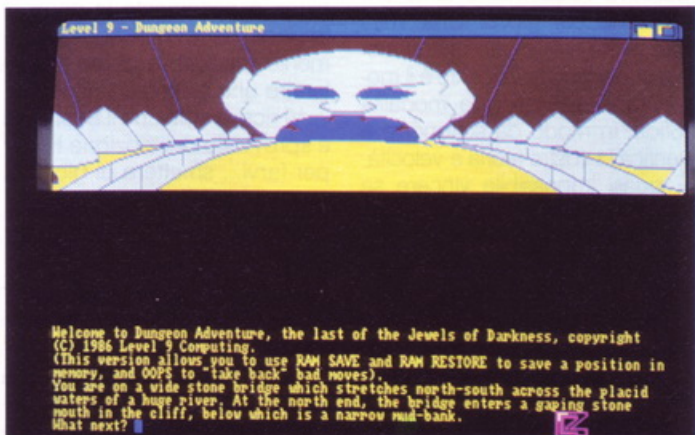 Level 9 - Dungeon Adventure
Welcome to Dungeon Adventure, the last of the Jewels of Darkness, copyright
(C) 1986 Level 9 Computing.
(This version allows you to use RAM SAVE and RAM RESTORE to save a position in
memory, and OOPS to "take back" bad moves).
You are on a wide stone bridge which stretches north-south across the placid
waters of a huge river. At the north end, the bridge enters a gaping stone
mouth in the cliff, below which is a narrow mud-bank.
What next?